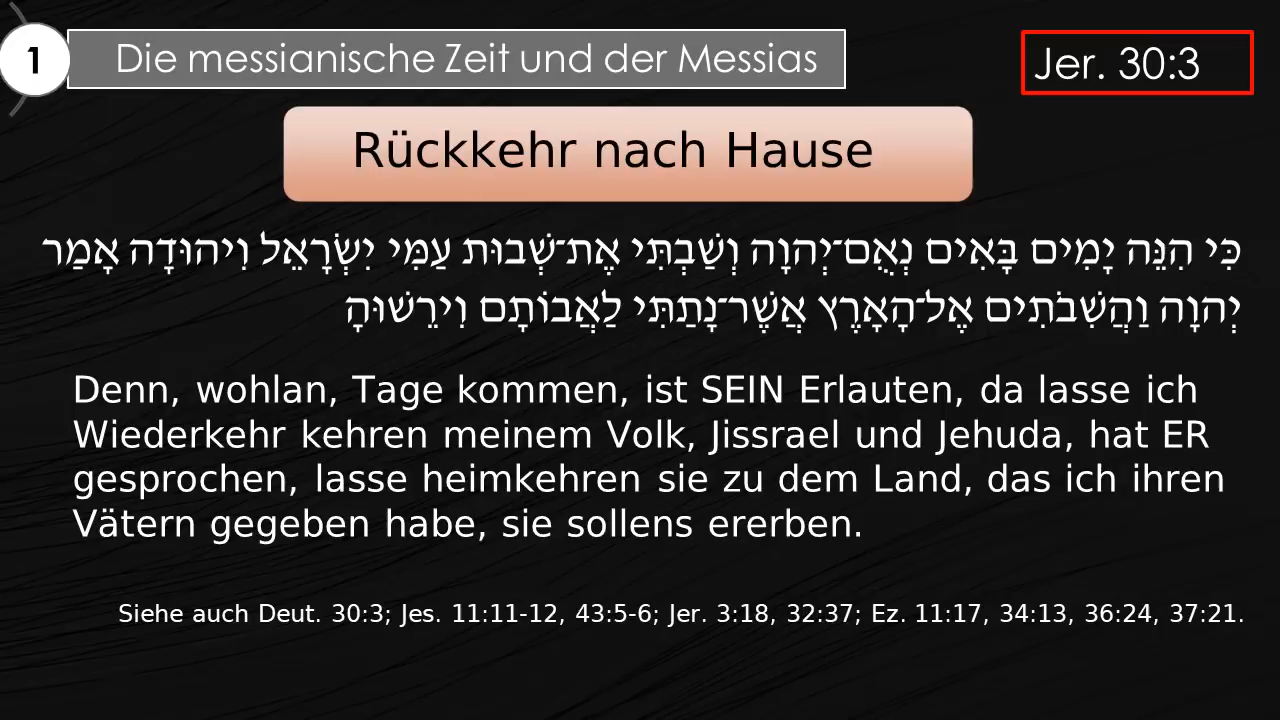 1
Die messianische Zeit und der Messias
Jer. 30:3
Rückkehr nach Hause
כִּי הִנֵּה יָמִים בָּאִים נְאֻם־יְהוָה וְשַׁבְתִּי אֶת־שְׁבוּת עַמִּי יִשְׂרָאֵל וִיהוּדָה אָמַר
יְהוָה וַהֲשִׁבֹתִים אֶל־הָאָרֶץ אֲשֶׁר־נָתַתִּי לַאֲבוֹתָם וִירֵשׁוּהָ
Denn, wohlan, Tage kommen, ist SEIN Erlauten, da lasse ich
Wiederkehr kehren meinem Volk, Jissrael und Jehuda, hat ER
gesprochen, lasse heimkehren sie zu dem Land, das ich ihren
Vätern gegeben habe, sie sollens ererben.
Siehe auch Deut. 30:3; Jes. 11:11-12, 43:5-6; Jer. 3:18, 32:37; Ez. 11:17, 34:13, 36:24, 37:21.